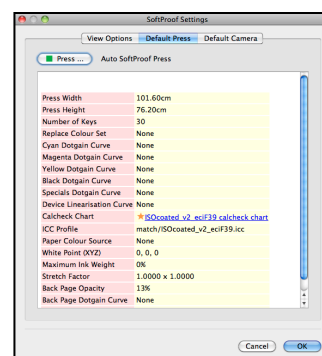 SoftProof Settings
View Options Default Press Default Camera
Press ... Auto SoftProof Press
Press Width 101.60cm
Press Height 76.20cm
Number of Keys 30
Replace Colour Set None
Cyan Dotgain Curve None
Magenta Dotgain Curve None
Yellow Dotgain Curve None
Black Dotgain Curve None
Specials Dotgain Curve None
Device Linearisation Curve None
Calcheck Chart ISOcoated_v2_eciF39 calcheck chart
ICC Profile match/ISOcoated_v2_eciF39.icc
Paper Colour Source None
White Point (XYZ) 0, 0, 0
Maximum Ink Weight 0%
Stretch Factor 1.0000 x 1.0000
Back Page Opacity 13%
Back Page Dotgain Curve None
Cancel OK